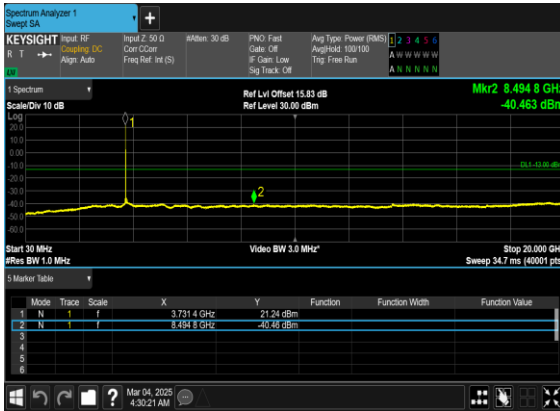 Spectrum Analyzer 1
Swept SA
+
KEYSIGHT
R T
LW
Input: RF
Coupling: DC
Align: Auto
Input Z: 50 Ω
Corr CCorr
Freq Ref: Int (S)
#Atten: 30 dB
PNO: Fast
Gate: Off
IF Gain: Low
Sig Track: Off
Avg Type: Power (RMS)
Avg|Hold: 100/100
Trig: Free Run
1 2 3 4 5 6
A W W W W W
A N N N N N
1 Spectrum
Scale/Div 10 dB
Ref Lvl Offset 15.83 dB
Ref Level 30.00 dBm
Mkr2 8.494 8 GHz
-40.463 dBm
Log
20.0
10.0
0.00
-10.0
-20.0
-30.0
-40.0
-50.0
-60.0
1
2
DL1 -13.00 dBm
Start 30 MHz
#Res BW 1.0 MHz
Video BW 3.0 MHz*
Stop 20.000 GHz
Sweep 34.7 ms (40001 pts)
5 Marker Table
Mode Trace Scale X Y Function Function Width Function Value
1 N 1 f 3.731 4 GHz 21.24 dBm
2 N 1 f 8.494 8 GHz -40.46 dBm
3
4
5
6
?
Mar 04, 2025
4:30:21 AM